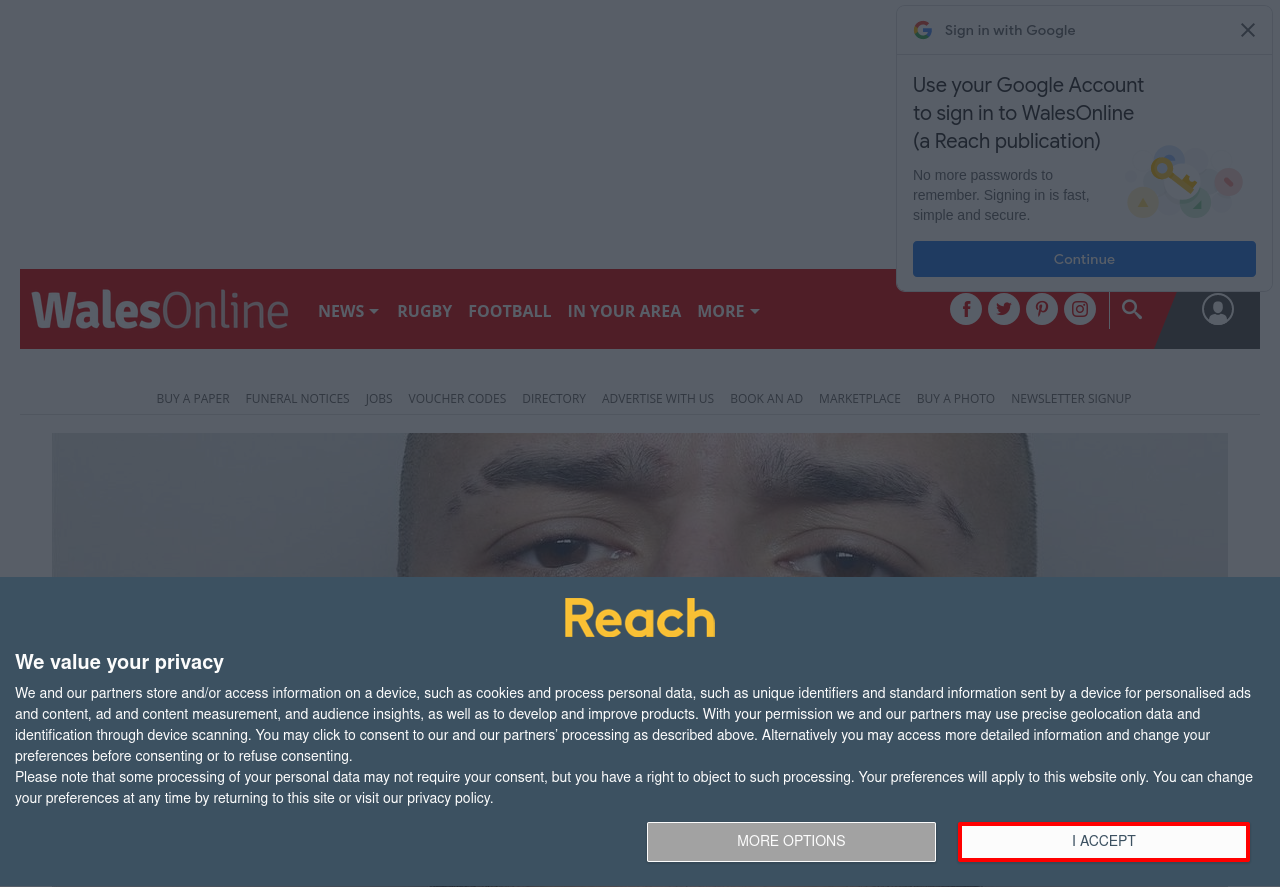 Sign in with Google
Use your Google Account
to sign in to WalesOnline
(a Reach publication)
No more passwords to
remember. Signing in is fast,
simple and secure.
Continue
WalesOnline NEWS RUGBY FOOTBALL IN YOUR AREA MORE
BUY A PAPER FUNERAL NOTICES JOBS VOUCHER CODES DIRECTORY ADVERTISE WITH US BOOK AN AD MARKETPLACE BUY A PHOTO NEWSLETTER SIGNUP
Reach
We value your privacy
We and our partners store and/or access information on a device, such as cookies and process personal data, such as unique identifiers and standard information sent by a device for personalised ads
and content, ad and content measurement, and audience insights, as well as to develop and improve products. With your permission we and our partners may use precise geolocation data and
identification through device scanning. You may click to consent to our and our partners’ processing as described above. Alternatively you may access more detailed information and change your
preferences before consenting or to refuse consenting.
Please note that some processing of your personal data may not require your consent, but you have a right to object to such processing. Your preferences will apply to this website only. You can change
your preferences at any time by returning to this site or visit our privacy policy.
MORE OPTIONS I ACCEPT